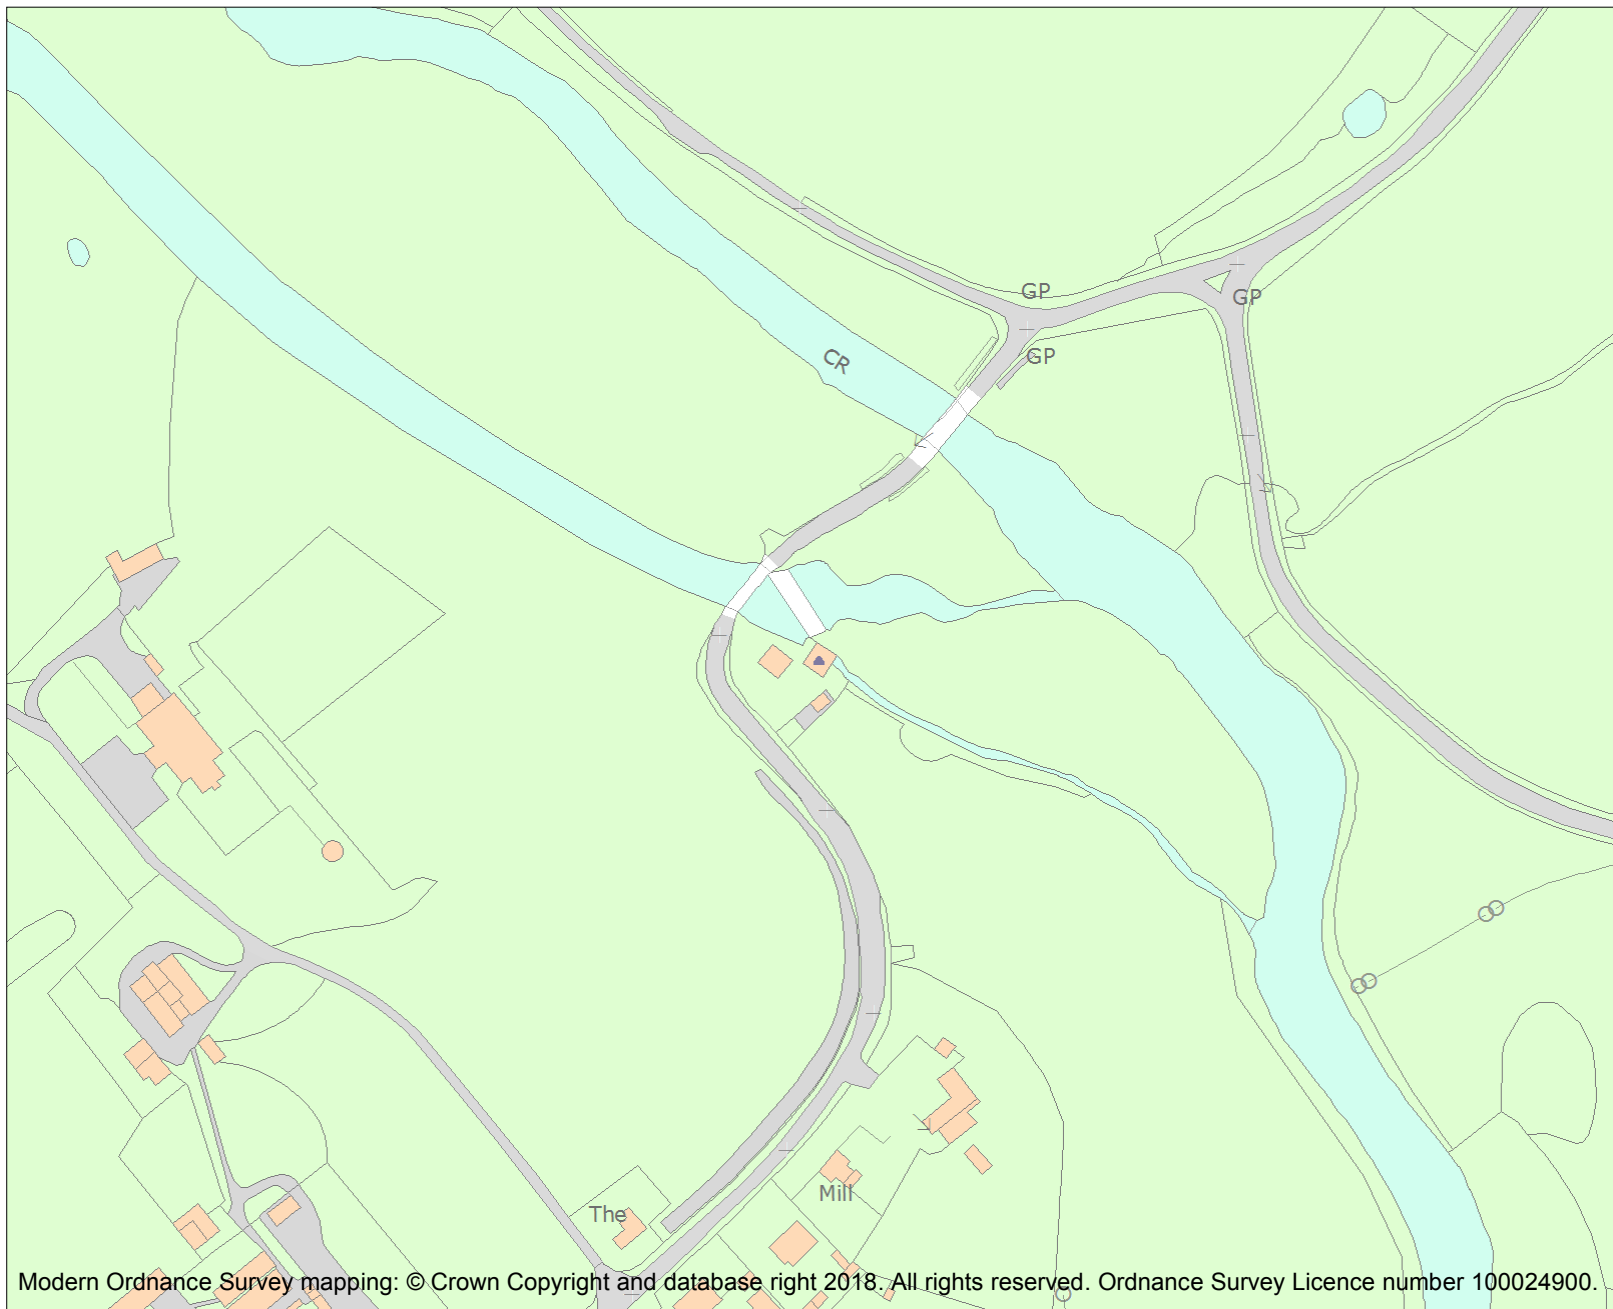 GP
GP
GP
CR
Mill
The
Modern Ordnance Survey mapping: © Crown Copyright and database right 2018. All rights reserved. Ordnance Survey Licence number 100024900.